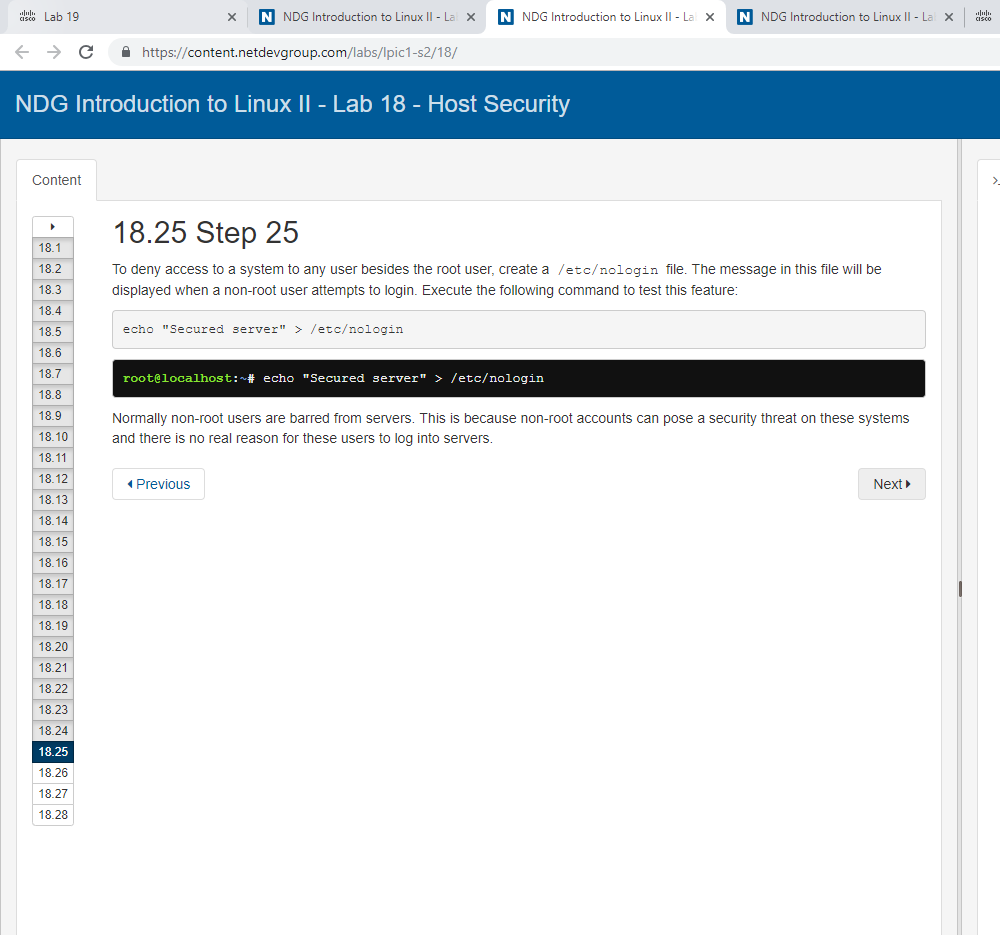 cisco Lab 19
N NDG Introduction to Linux II - La
N NDG Introduction to Linux II - La
N NDG Introduction to Linux II - La
cisco
https://content.netdevgroup.com/labs/lpic1-s2/18/
NDG Introduction to Linux II - Lab 18 - Host Security
Content
18.1
18.2
18.3
18.4
18.5
18.6
18.7
18.8
18.9
18.10
18.11
18.12
18.13
18.14
18.15
18.16
18.17
18.18
18.19
18.20
18.21
18.22
18.23
18.24
18.25
18.26
18.27
18.28
18.25 Step 25
To deny access to a system to any user besides the root user, create a /etc/nologin file. The message in this file will be
displayed when a non-root user attempts to login. Execute the following command to test this feature:
echo "Secured server" > /etc/nologin
root@localhost:~# echo "Secured server" > /etc/nologin
Normally non-root users are barred from servers. This is because non-root accounts can pose a security threat on these systems
and there is no real reason for these users to log into servers.
Previous
Next